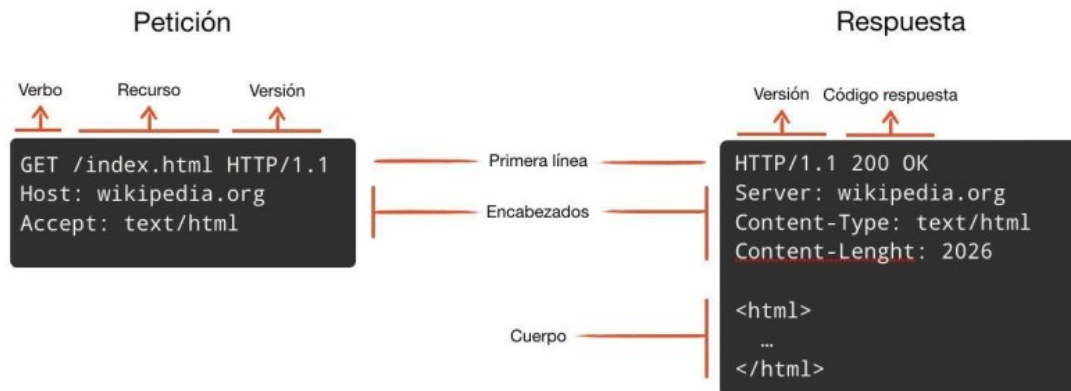 Petición
Respuesta
Verbo
Recurso
Versión
Versión
Código respuesta
GET /index.html HTTP/1.1
Host: wikipedia.org
Accept: text/html
Primera línea
Encabezados
Cuerpo
HTTP/1.1 200 OK
Server: wikipedia.org
Content-Type: text/html
Content-Lenght: 2026
<html>
…
</html>